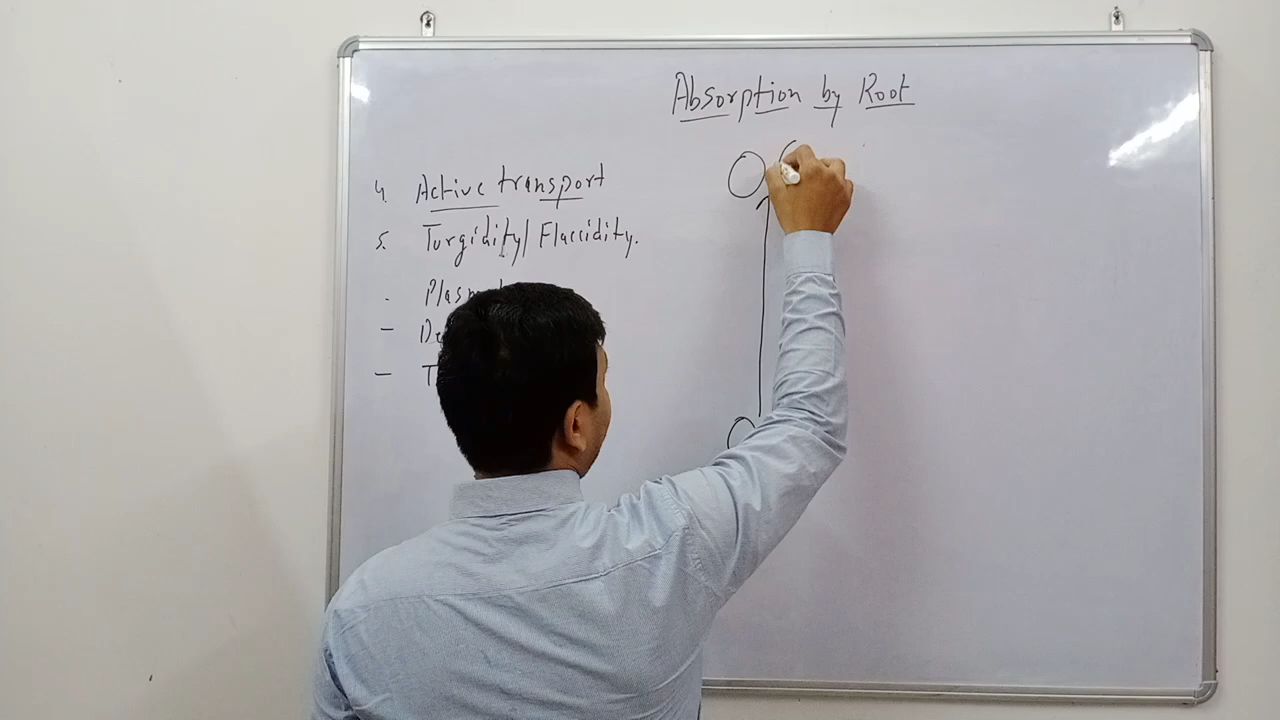 Absorption by Root
4. Active transport
5. Turgidity/Flaccidity.